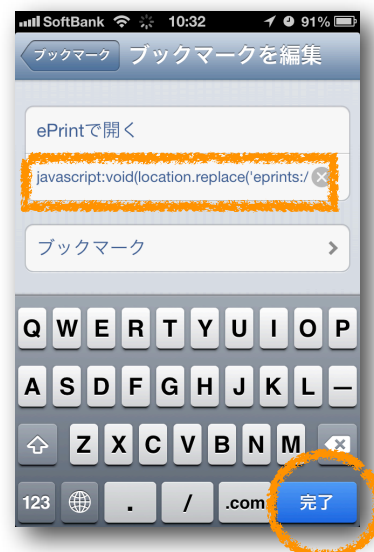 SoftBank 10:32 91%
ブックマーク ブックマークを編集
ePrintで開く
javascript:void(location.replace('eprints:/
ブックマーク
Q W E R T Y U I O P
A S D F G H J K L ー
Z X C V B N M
123 . / .com 完了